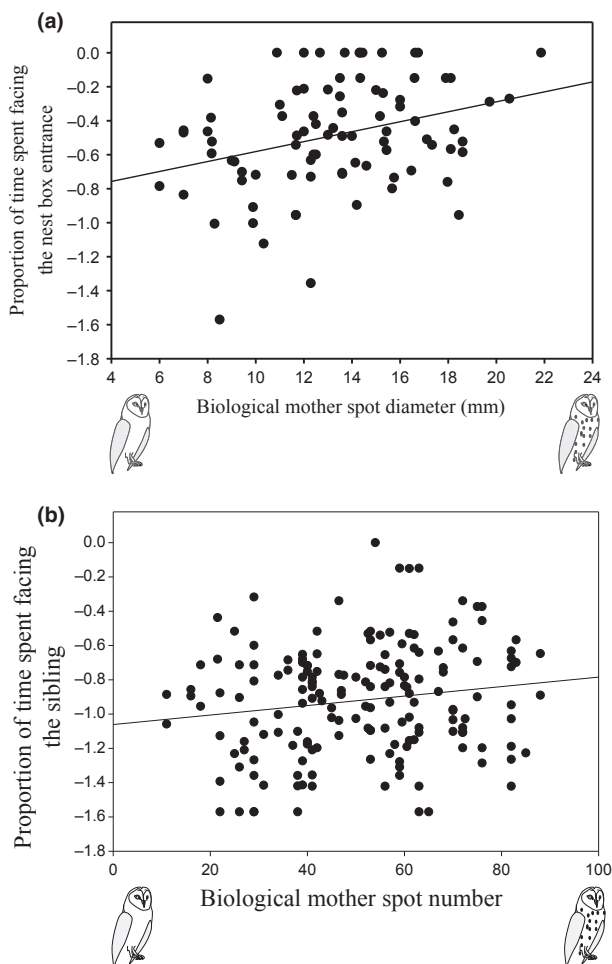 (a)
Proportion of time spent facing
the nest box entrance
0.0
–0.2
–0.4
–0.6
–0.8
–1.0
–1.2
–1.4
–1.6
–1.8
4 6 8 10 12 14 16 18 20 22 24
Biological mother spot diameter (mm)
(b)
Proportion of time spent facing
the sibling
0.0
–0.2
–0.4
–0.6
–0.8
–1.0
–1.2
–1.4
–1.6
–1.8
0 20 40 60 80 100
Biological mother spot number